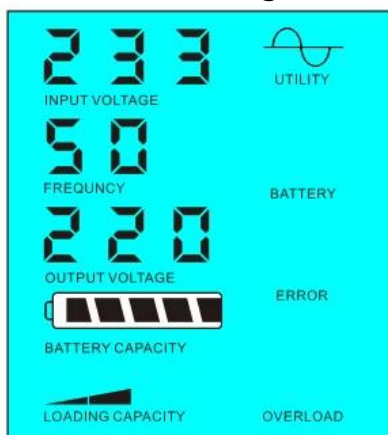 233
INPUT VOLTAGE
UTILITY
50
FREQUNCY
BATTERY
220
OUTPUT VOLTAGE
ERROR
BATTERY CAPACITY
LOADING CAPACITY
OVERLOAD